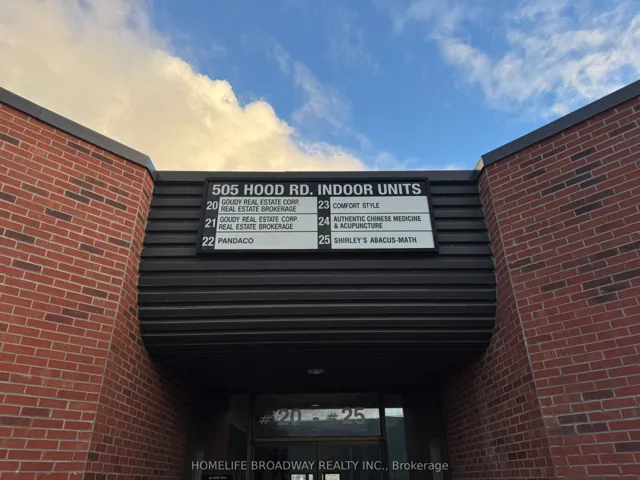 505 HOOD RD. INDOOR UNITS
20 GOUDY REAL ESTATE CORP.
REAL ESTATE BROKERAGE
21 GOUDY REAL ESTATE CORP.
REAL ESTATE BROKERAGE
22 PANDACO
23 COMFORT STYLE
24 AUTHENTIC CHINESE MEDICINE
& ACUPUNCTURE
25 SHIRLEY'S ABACUS-MATH
#20 - #25
HOMELIFE BROADWAY REALTY INC., Brokerage